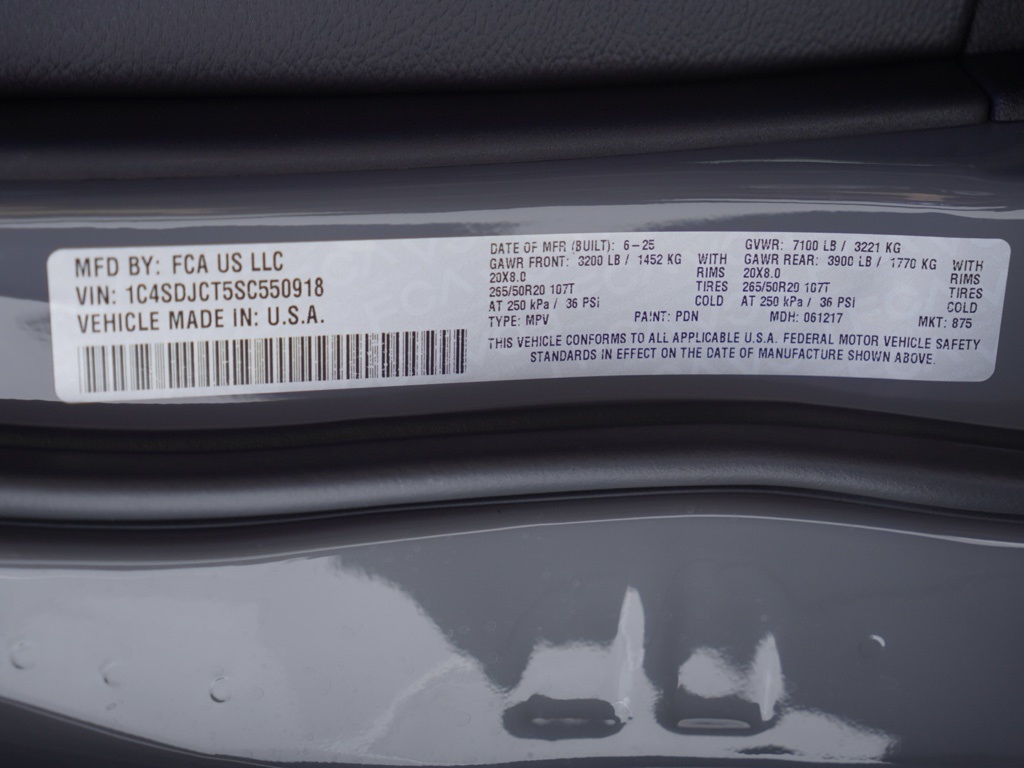 MFD BY: FCA US LLC
VIN: 1C4SDJCT5SC550918
VEHICLE MADE IN: U.S.A.
DATE OF MFR (BUILT): 6-25
GAWR FRONT: 3200 LB / 1452 KG WITH
20X8.0 RIMS
265/50R20 107T TIRES
AT 250 kPa / 36 PSi COLD
TYPE: MPV PAINT: PDN
GVWR: 7100 LB / 3221 KG
GAWR REAR: 3900 LB / 1770 KG WITH
20X8.0 RIMS
265/50R20 107T TIRES
AT 250 kPa / 36 PSi COLD
MDH: 061217 MKT: 875
THIS VEHICLE CONFORMS TO ALL APPLICABLE U.S.A. FEDERAL MOTOR VEHICLE SAFETY
STANDARDS IN EFFECT ON THE DATE OF MANUFACTURE SHOWN ABOVE.